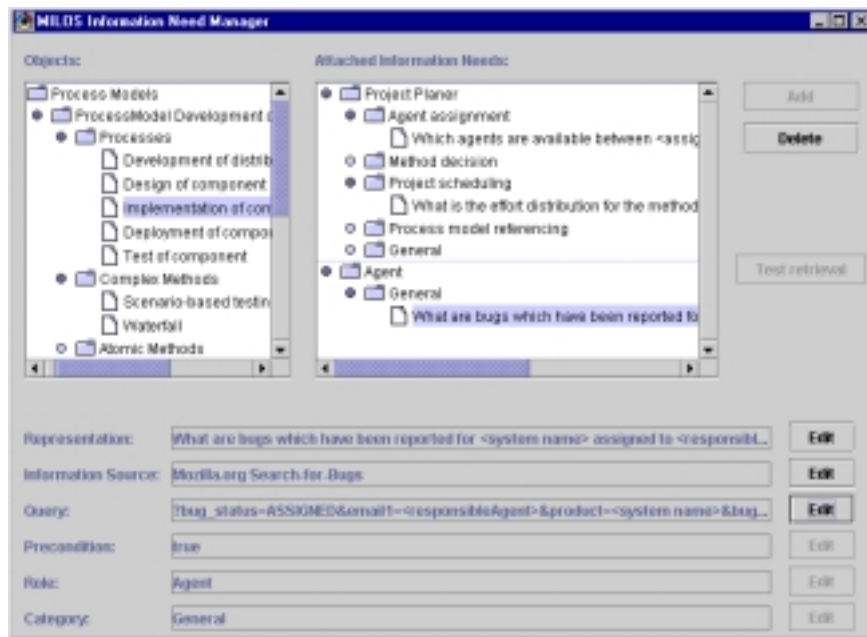 MILOS Information Need Manager
Objects:
Process Models
ProcessModel Development
Processes
Development of distrib
Design of component
Implementation of com
Deployment of compo
Test of component
Complex Methods
Scenario-based testin
Waterfall
Atomic Methods
Attached Information Needs:
Project Planer
Agent assignment
Which agents are available between <assig
Method decision
Project scheduling
What is the effort distribution for the method
Process model referencing
General
Agent
General
What are bugs which have been reported fo
Add
Delete
Test retrieval
Representation: What are bugs which have been reported for <system name> assigned to <responsibl... Edit
Information Source: Mozilla.org Search-for-Bugs Edit
Query: ?bug_status=ASSIGNED&email1=<responsibleAgent>&product=<system name>&bug... Edit
Precondition: true Edit
Role: Agent Edit
Category: General Edit